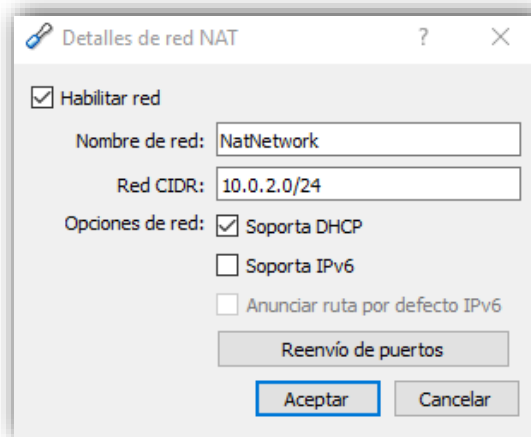 Detalles de red NAT ?
Habilitar red
Nombre de red: NatNetwork
Red CIDR: 10.0.2.0/24
Opciones de red: Soporta DHCP
Soporta IPv6
Anunciar ruta por defecto IPv6
Reenvío de puertos
Aceptar Cancelar